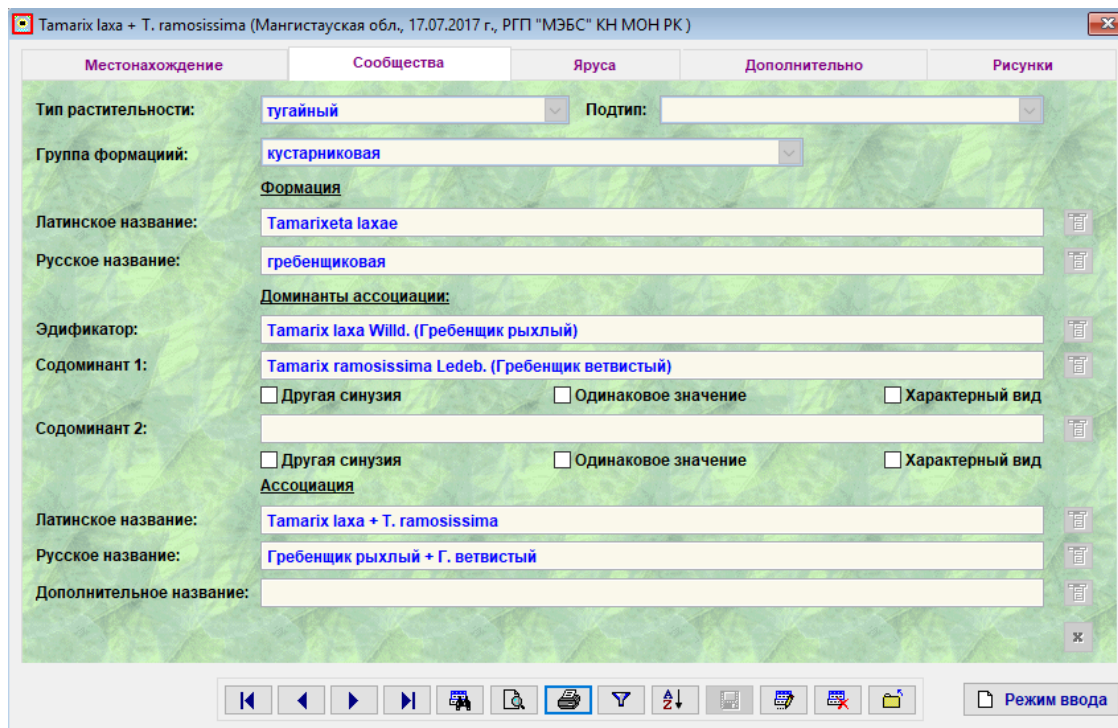 Tamarix laxa + T. ramosissima (Мангистауская обл., 17.07.2017 г., РГП "МЭБС" КН МОН РК )
Местонахождение Сообщества Яруса Дополнительно Рисунки
Тип растительности: тугайный Подтип:
Группа формациий: кустарниковая
Формация
Латинское название: Tamarixeta laxae
Русское название: гребенщиковая
Доминанты ассоциации:
Эдификатор: Tamarix laxa Willd. (Гребенщик рыхлый)
Содоминант 1: Tamarix ramosissima Ledeb. (Гребенщик ветвистый)
Другая синузия Одинаковое значение Характерный вид
Содоминант 2:
Другая синузия Одинаковое значение Характерный вид
Ассоциация
Латинское название: Tamarix laxa + T. ramosissima
Русское название: Гребенщик рыхлый + Г. ветвистый
Дополнительное название:
Режим ввода